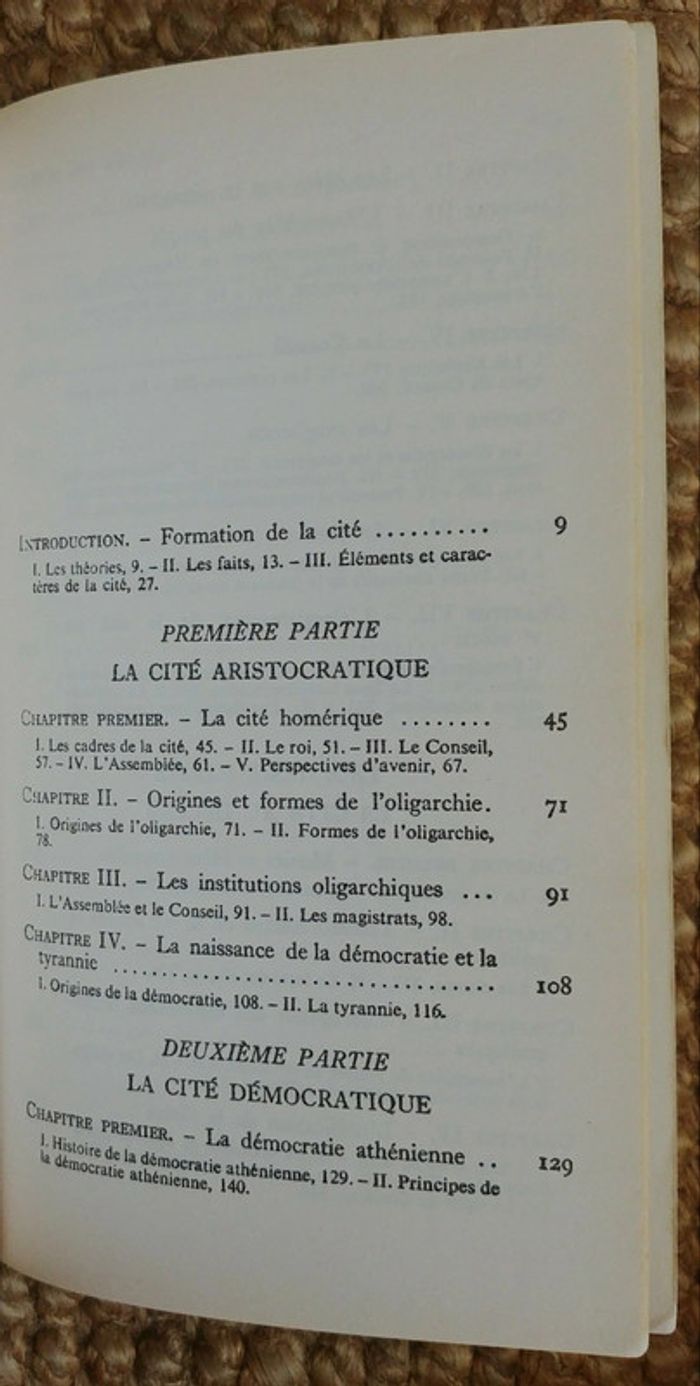 INTRODUCTION. – Formation de la cité .......... 9
I. Les théories, 9. – II. Les faits, 13. – III. Éléments et carac-
tères de la cité, 27.
PREMIÈRE PARTIE
LA CITÉ ARISTOCRATIQUE
CHAPITRE PREMIER. – La cité homérique ........ 45
I. Les cadres de la cité, 45. – II. Le roi, 51. – III. Le Conseil,
57. – IV. L'Assemblée, 61. – V. Perspectives d'avenir, 67.
CHAPITRE II. – Origines et formes de l'oligarchie. 71
I. Origines de l'oligarchie, 71. – II. Formes de l'oligarchie,
78.
CHAPITRE III. – Les institutions oligarchiques ... 91
I. L'Assemblée et le Conseil, 91. – II. Les magistrats, 98.
CHAPITRE IV. – La naissance de la démocratie et la
tyrannie .................................... 108
I. Origines de la démocratie, 108. – II. La tyrannie, 116.
DEUXIÈME PARTIE
LA CITÉ DÉMOCRATIQUE
CHAPITRE PREMIER. – La démocratie athénienne .. 129
I. Histoire de la démocratie athénienne, 129. – II. Principes de
la démocratie athénienne, 140.